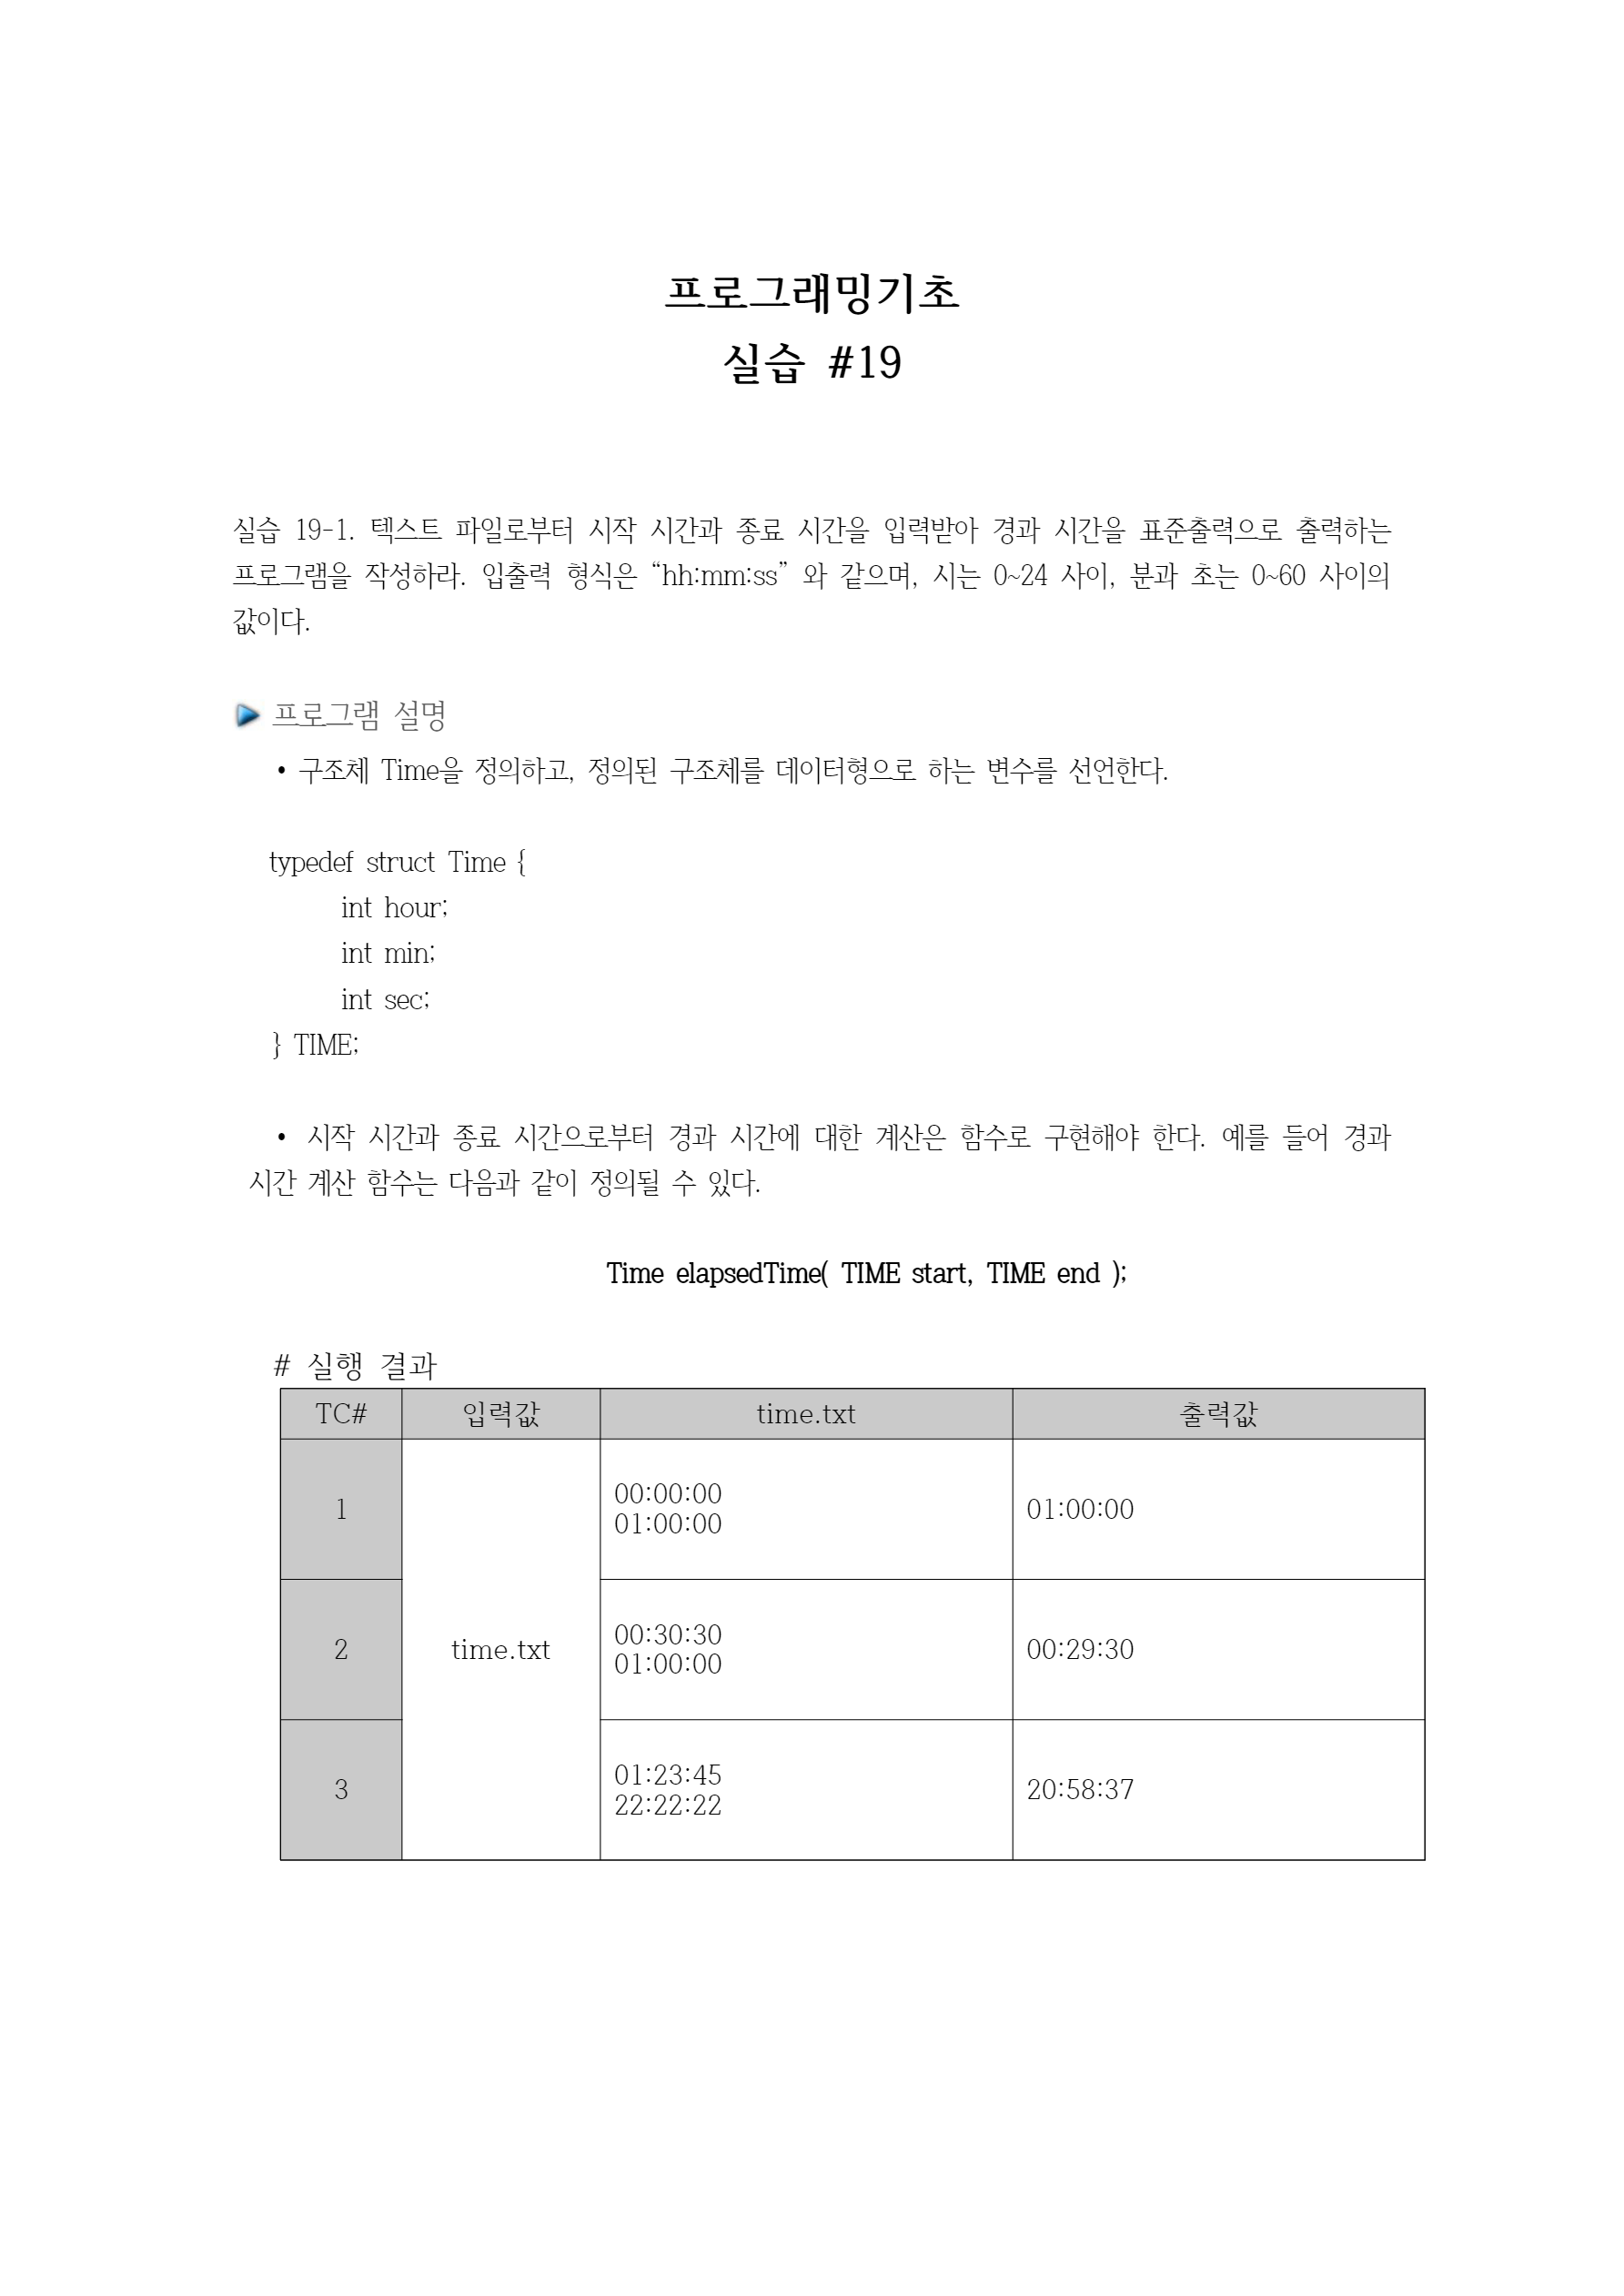 프로그래밍기초
실습 #19
실습 19-1. 텍스트 파일로부터 시작 시간과 종료 시간을 입력받아 경과 시간을 표준출력으로 출력하는
프로그램을 작성하라. 입출력 형식은 “hh:mm:ss” 와 같으며, 시는 0~24 사이, 분과 초는 0~60 사이의
값이다.
프로그램 설명
• 구조체 Time을 정의하고, 정의된 구조체를 데이터형으로 하는 변수를 선언한다.
typedef struct Time {
int hour;
int min;
int sec;
} TIME;
• 시작 시간과 종료 시간으로부터 경과 시간에 대한 계산은 함수로 구현해야 한다. 예를 들어 경과
시간 계산 함수는 다음과 같이 정의될 수 있다.
Time elapsedTime( TIME start, TIME end );
# 실행 결과
TC# 입력값 time.txt 출력값
1 00:00:00 01:00:00
01:00:00
2 time.txt 00:30:30 00:29:30
01:00:00
3 01:23:45 20:58:37
22:22:22